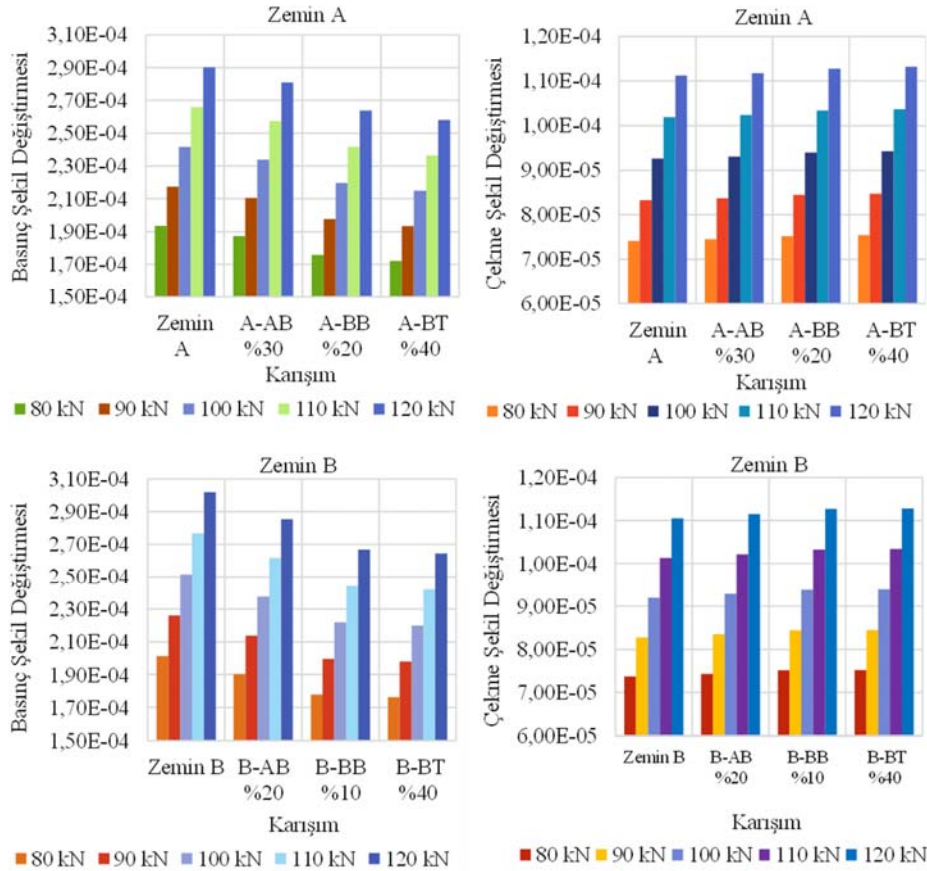 Zemin A
Basınç Şekil Değiştirmesi
3,10E-04
2,90E-04
2,70E-04
2,50E-04
2,30E-04
2,10E-04
1,90E-04
1,70E-04
1,50E-04
Zemin A
A-AB %30
A-BB %20
A-BT %40
Karışım
80 kN 90 kN 100 kN 110 kN 120 kN
Zemin A
Çekme Şekil Değiştirmesi
1,20E-04
1,10E-04
1,00E-04
9,00E-05
8,00E-05
7,00E-05
6,00E-05
Zemin A
A-AB %30
A-BB %20
A-BT %40
Karışım
80 kN 90 kN 100 kN 110 kN 120 kN
Zemin B
Basınç Şekil Değiştirmesi
3,10E-04
2,90E-04
2,70E-04
2,50E-04
2,30E-04
2,10E-04
1,90E-04
1,70E-04
1,50E-04
Zemin B
B-AB %20
B-BB %10
B-BT %40
Karışım
80 kN 90 kN 100 kN 110 kN 120 kN
Zemin B
Çekme Şekil Değiştirmesi
1,20E-04
1,10E-04
1,00E-04
9,00E-05
8,00E-05
7,00E-05
6,00E-05
Zemin B
B-AB %20
B-BB %10
B-BT %40
Karışım
80 kN 90 kN 100 kN 110 kN 120 kN